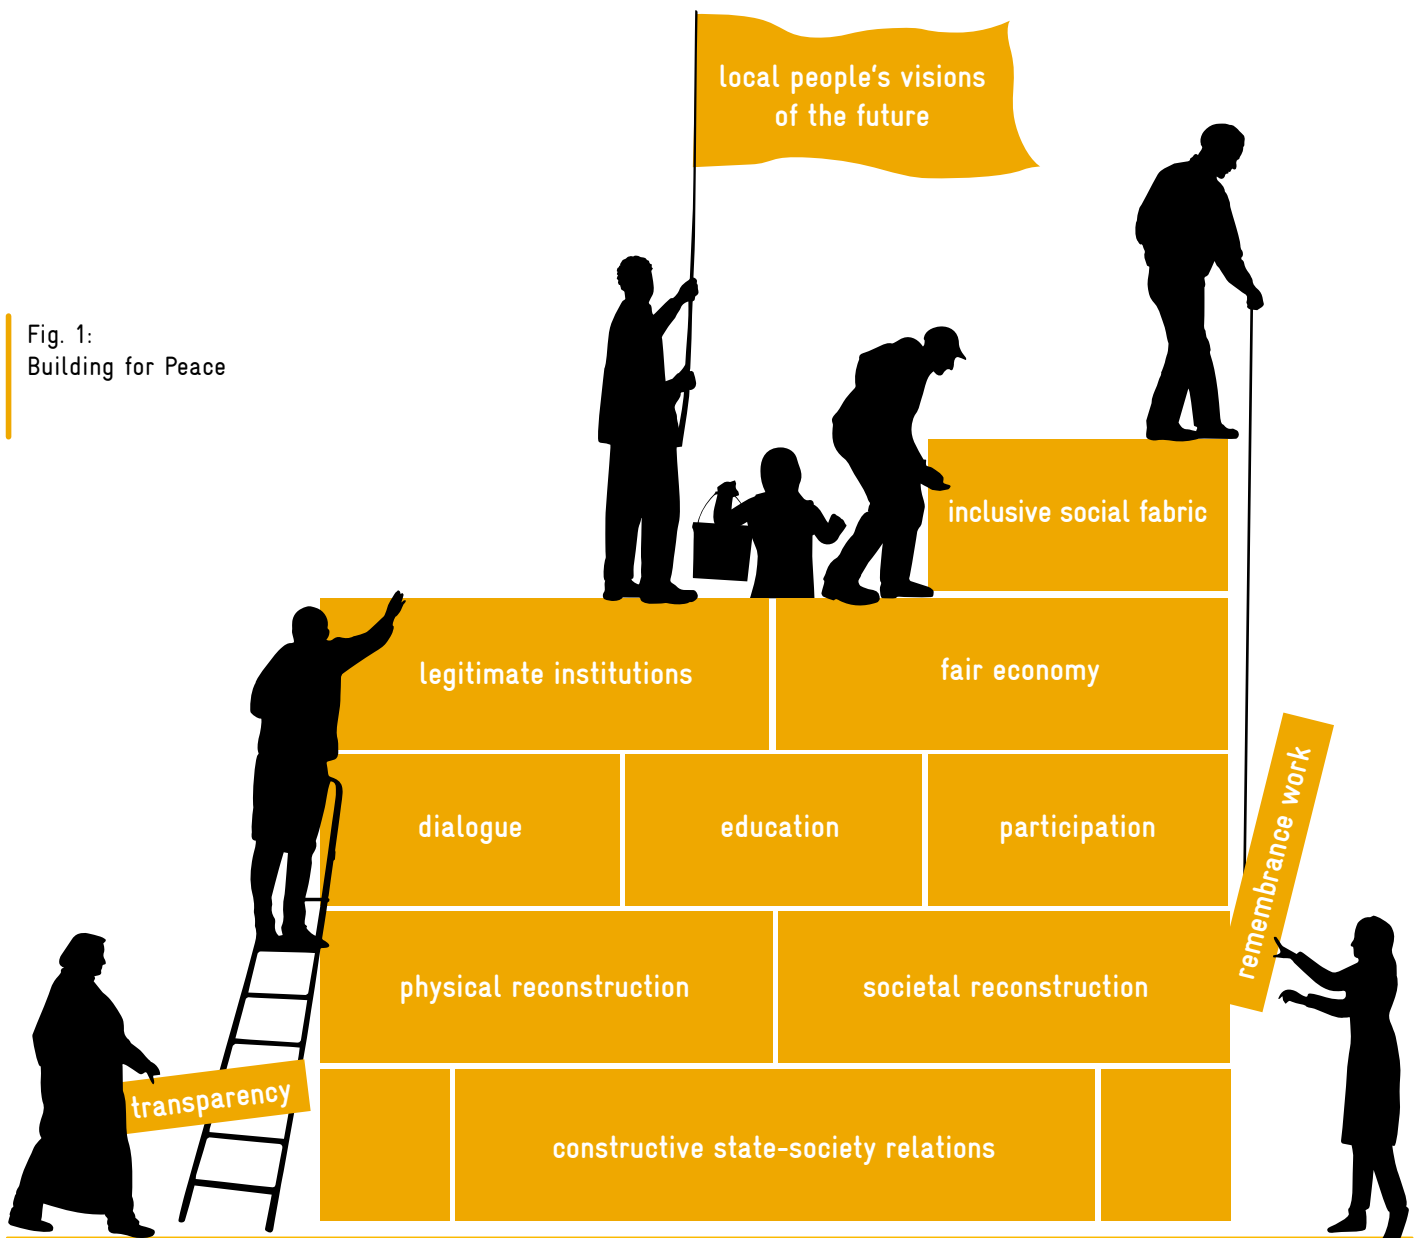 local people's visions
of the future
Fig. 1:
Building for Peace
inclusive social fabric
legitimate institutions
fair economy
dialogue
education
participation
remembrance work
physical reconstruction
societal reconstruction
transparency
constructive state-society relations